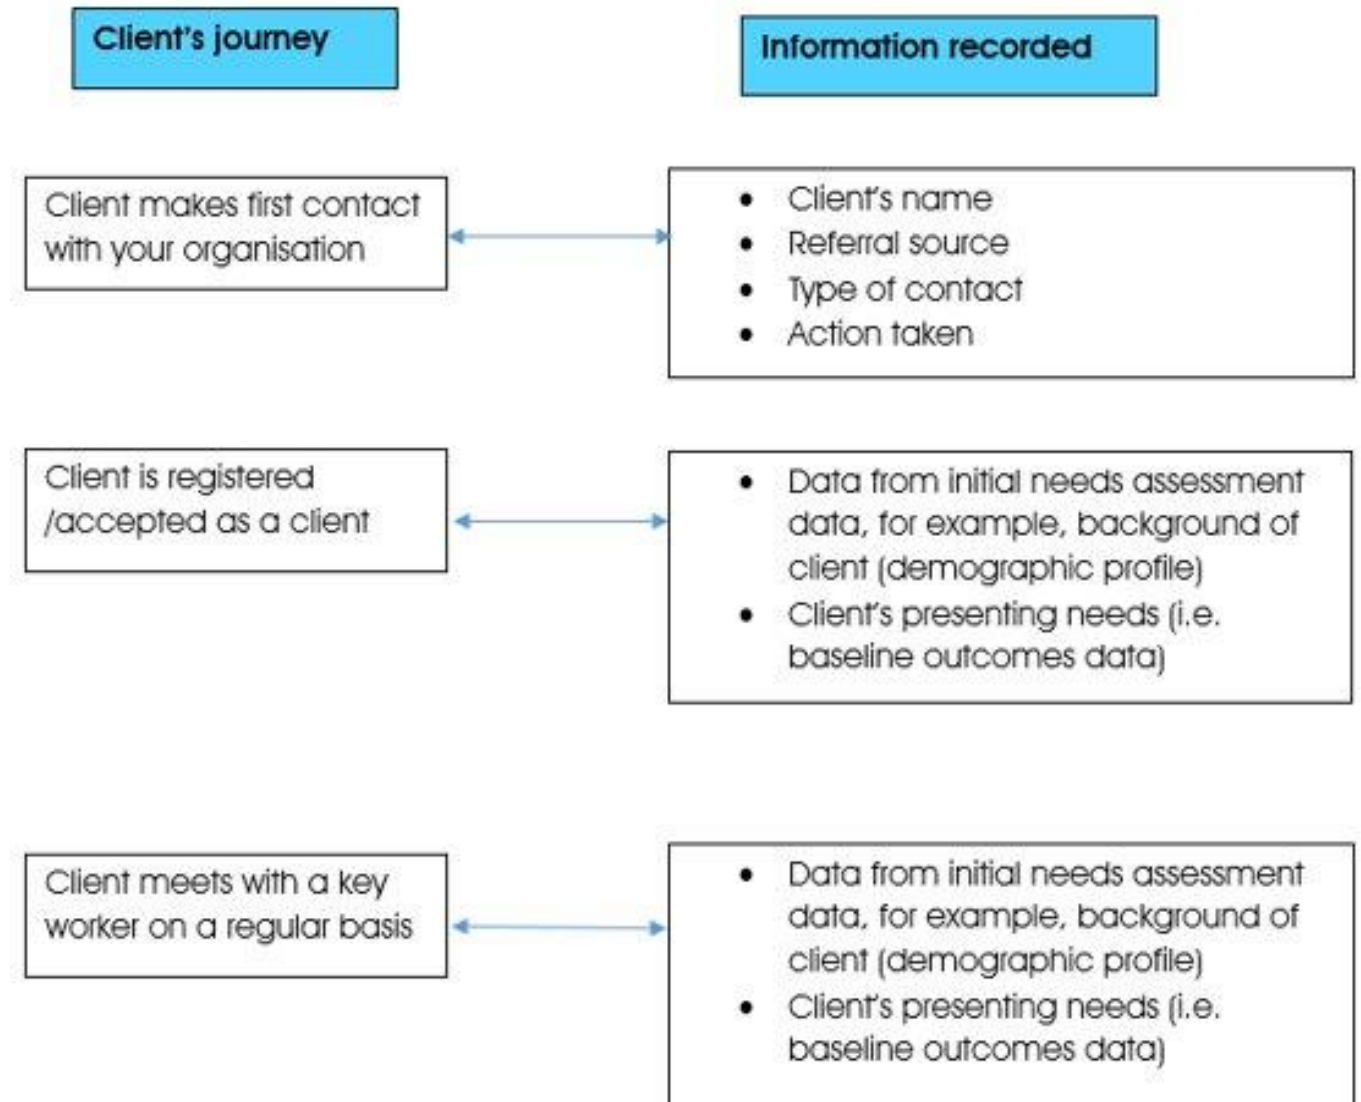 Client's journey
Information recorded
Client makes first contact
with your organisation
• Client's name
• Referral source
• Type of contact
• Action taken
Client is registered
/accepted as a client
• Data from initial needs assessment
data, for example, background of
client (demographic profile)
• Client's presenting needs (i.e.
baseline outcomes data)
Client meets with a key
worker on a regular basis
• Data from initial needs assessment
data, for example, background of
client (demographic profile)
• Client's presenting needs (i.e.
baseline outcomes data)